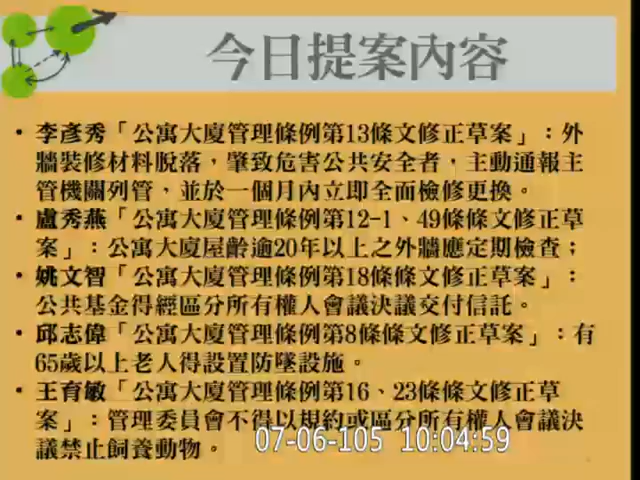 今日提案內容
• 李彥秀「公寓大廈管理條例第13條文修正草案」：外
牆裝修材料脫落，肇致危害公共安全者，主動通報主
管機關列管，並於一個月內立即全面檢修更換。
• 盧秀燕「公寓大廈管理條例第12-1、49條條文修正草
案」：公寓大廈屋齡逾20年以上之外牆應定期檢查；
• 姚文智「公寓大廈管理條例第18條條文修正草案」：
公共基金得經區分所有權人會議決議交付信託。
• 邱志偉「公寓大廈管理條例第8條條文修正草案」：有
65歲以上老人得設置防墜設施。
• 王育敏「公寓大廈管理條例第16、23條條文修正草
案」：管理委員會不得以規約或區分所有權人會議決
議禁止飼養動物。
07-06-105 10:04:59